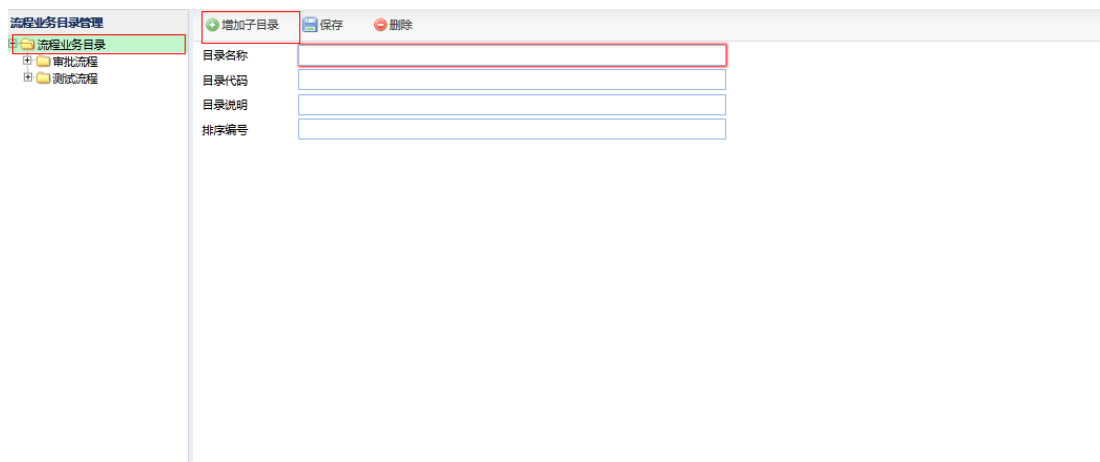 流程业务目录管理
流程业务目录
审批流程
测试流程
增加子目录 保存 删除
目录名称
目录代码
目录说明
排序编号